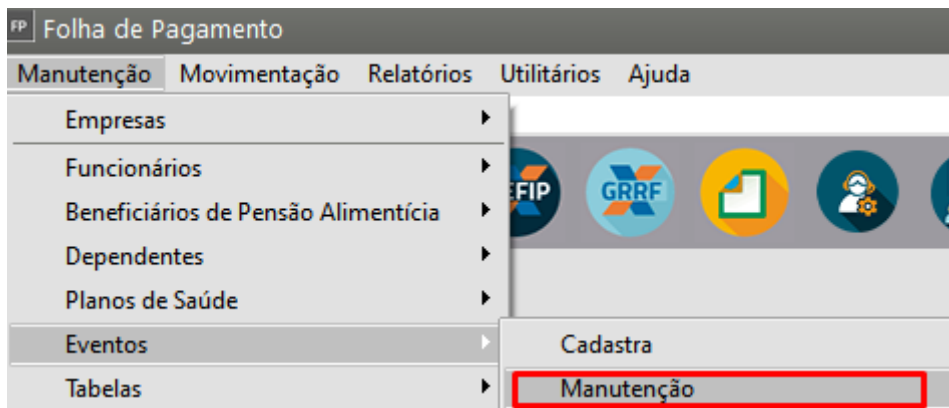 FP Folha de Pagamento
Manutenção Movimentação Relatórios Utilitários Ajuda
Empresas
Funcionários
EFIP GRRF
Beneficiários de Pensão Alimentícia
Dependentes
Planos de Saúde
Eventos Cadastra
Tabelas Manutenção